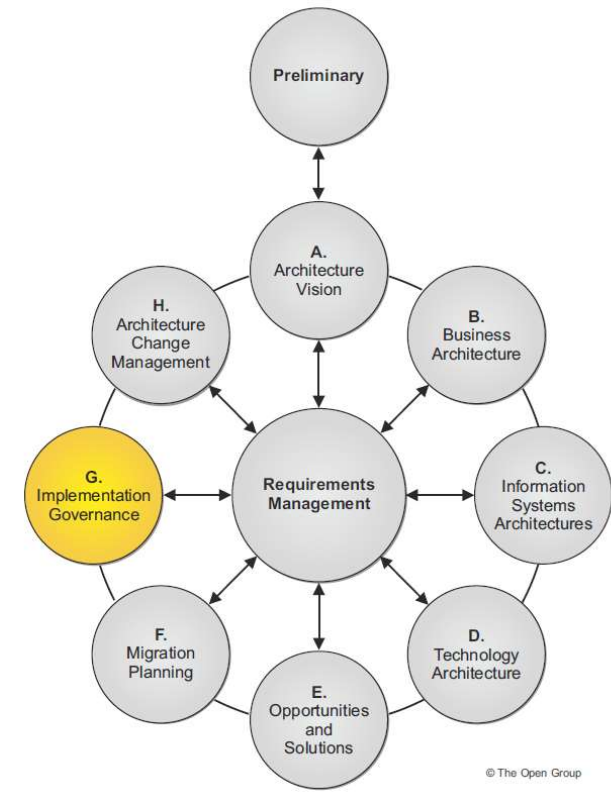 Preliminary
A.
Architecture
Vision
B.
Business
Architecture
C.
Information
Systems
Architectures
D.
Technology
Architecture
E.
Opportunities
and
Solutions
F.
Migration
Planning
G.
Implementation
Governance
H.
Architecture
Change
Management
Requirements
Management
© The Open Group